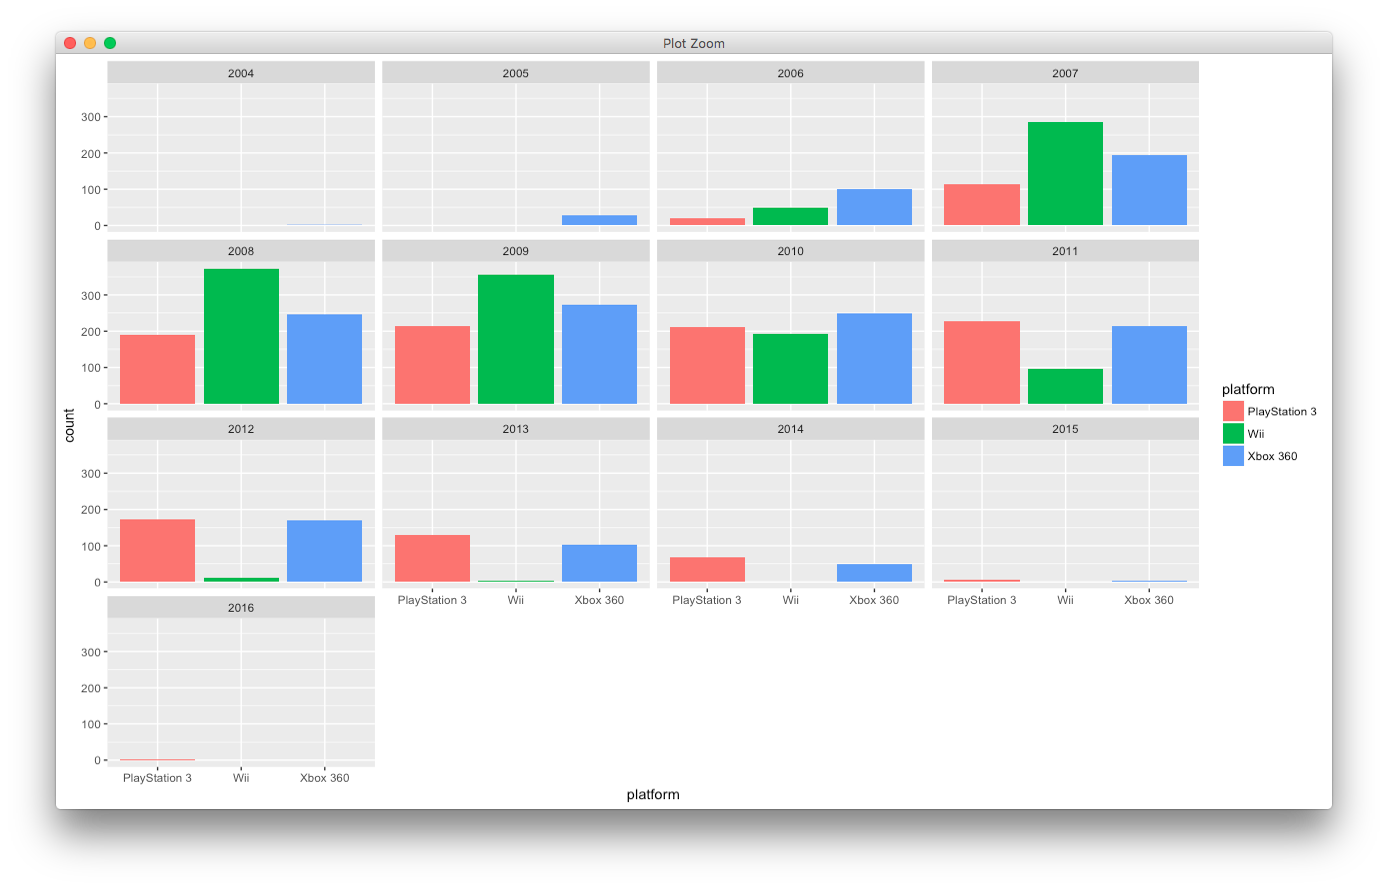 Plot Zoom
2004 2005 2006 2007
300
200
100
0
2008 2009 2010 2011
300
200
100
0
count
platform
PlayStation 3
Wii
Xbox 360
2012 2013 2014 2015
300
200
100
0
PlayStation 3 Wii Xbox 360 PlayStation 3 Wii Xbox 360 PlayStation 3 Wii Xbox 360
2016
300
200
100
0
PlayStation 3 Wii Xbox 360
platform